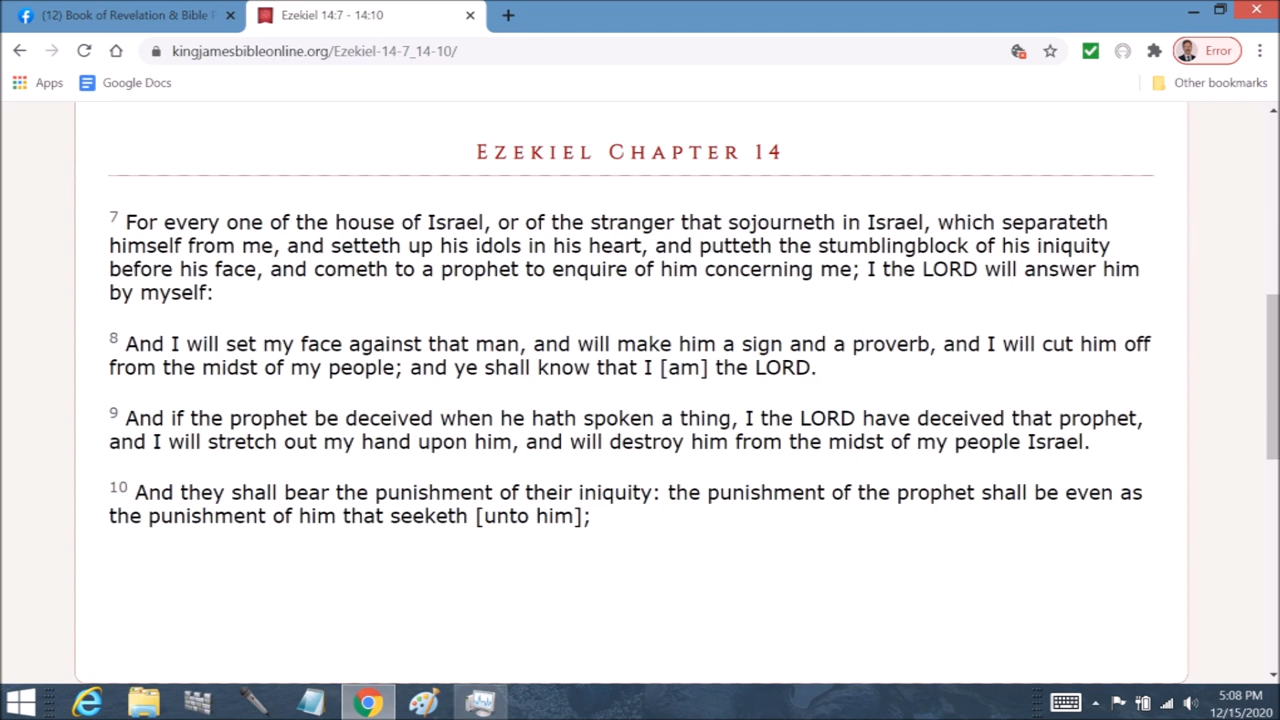 (12) Book of Revelation & Bible
Ezekiel 14:7 - 14:10
kingjamesbibleonline.org/Ezekiel-14-7_14-10/
Error
Apps
Google Docs
Other bookmarks
EZEKIEL CHAPTER 14
7 For every one of the house of Israel, or of the stranger that sojourneth in Israel, which separateth
himself from me, and setteth up his idols in his heart, and putteth the stumblingblock of his iniquity
before his face, and cometh to a prophet to enquire of him concerning me; I the LORD will answer him
by myself:
8 And I will set my face against that man, and will make him a sign and a proverb, and I will cut him off
from the midst of my people; and ye shall know that I [am] the LORD.
9 And if the prophet be deceived when he hath spoken a thing, I the LORD have deceived that prophet,
and I will stretch out my hand upon him, and will destroy him from the midst of my people Israel.
10 And they shall bear the punishment of their iniquity: the punishment of the prophet shall be even as
the punishment of him that seeketh [unto him];
5:08 PM
12/15/2020